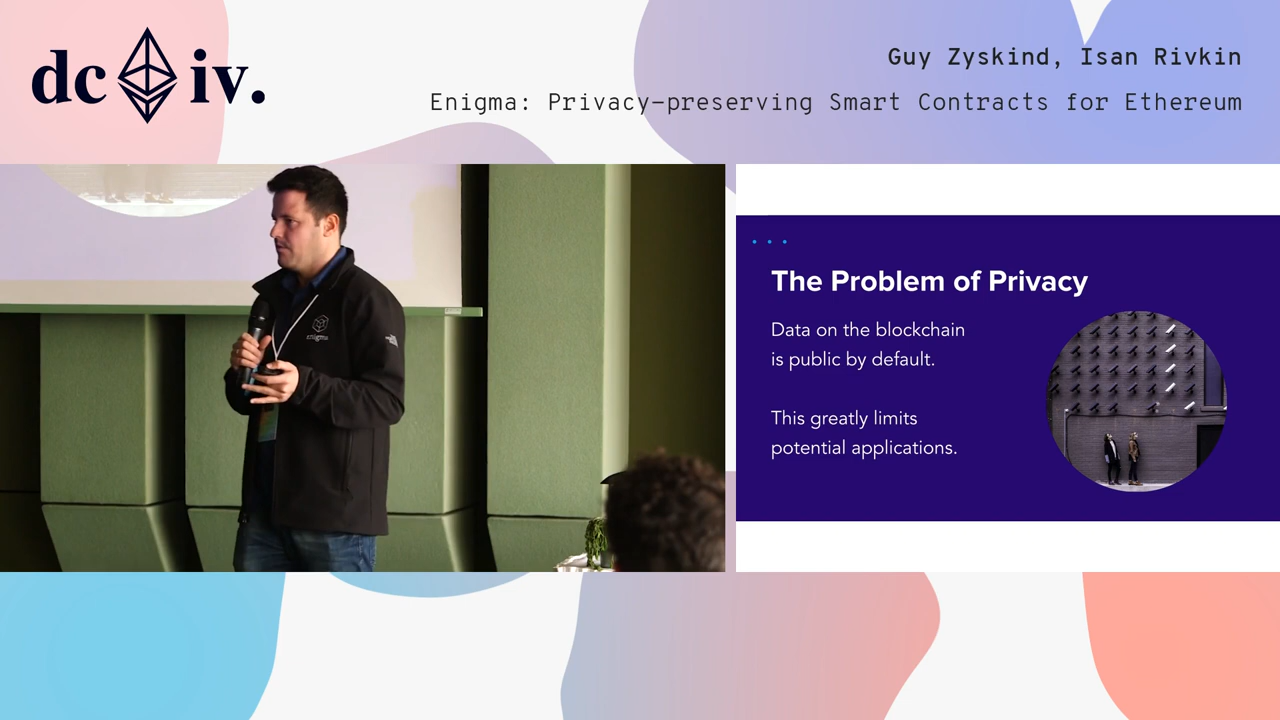 dc iv.
Guy Zyskind, Isan Rivkin
Enigma: Privacy-preserving Smart Contracts for Ethereum
enigma
The Problem of Privacy
Data on the blockchain
is public by default.
This greatly limits
potential applications.